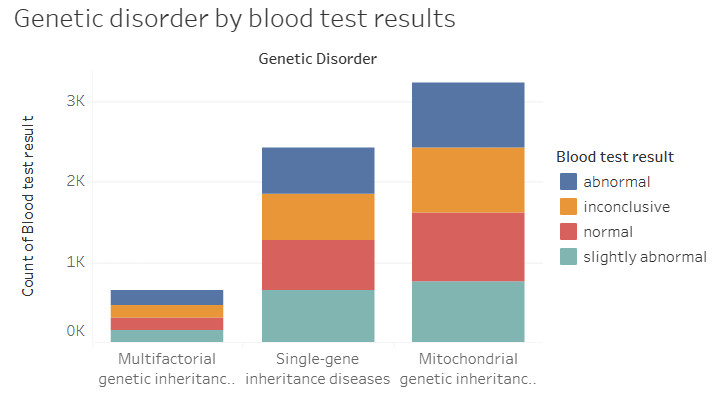 Genetic disorder by blood test results
Genetic Disorder
Count of Blood test result
3K
2K
1K
0K
Multifactorial
genetic inheritanc..
Single-gene
inheritance diseases
Mitochondrial
genetic inheritanc..
Blood test result
abnormal
inconclusive
normal
slightly abnormal